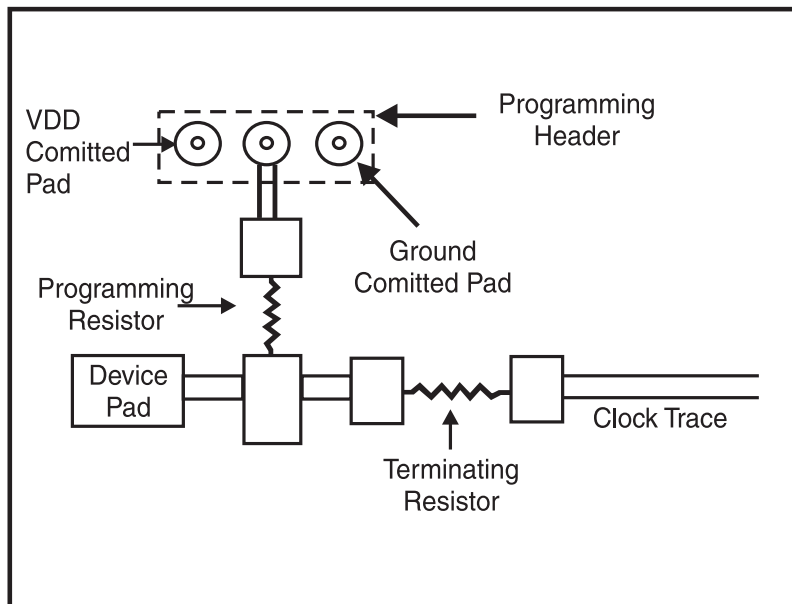 VDD
Comitted
Pad
Programming
Header
Ground
Comitted Pad
Programming
Resistor
Device
Pad
Clock Trace
Terminating
Resistor